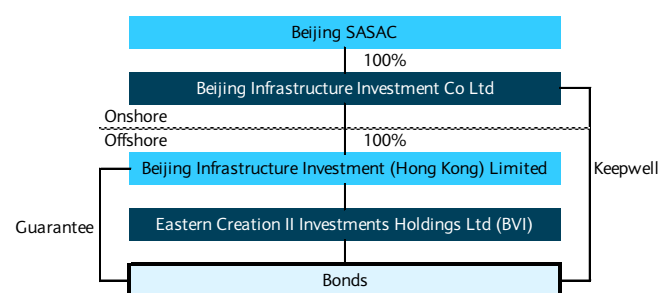 Beijing SASAC
100%
Beijing Infrastructure Investment Co Ltd
Onshore
Offshore
100%
Beijing Infrastructure Investment (Hong Kong) Limited
Keepwell
Guarantee
Eastern Creation II Investments Holdings Ltd (BVI)
Bonds